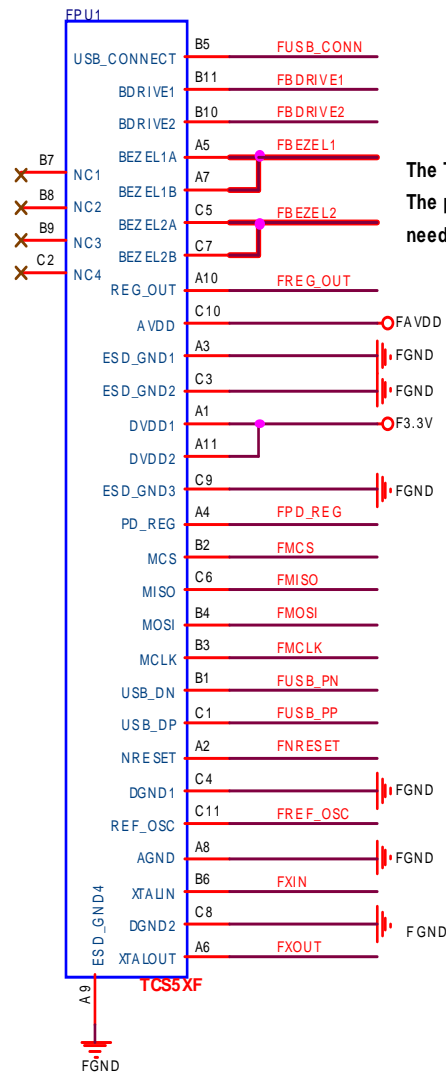 FPU1
USB_CONNECT B5 FUSB_CONN
BDRIVE1 B11 FBDRIVE1
BDRIVE2 B10 FBDRIVE2
BEZEL1A A5 FBEZEL1
B7 NC1 BEZEL1B A7 The
B8 NC2 BEZEL2A C5 FBEZEL2 The p
B9 NC3 BEZEL2B C7 need
C2 NC4
REG_OUT A10 FREG_OUT
AVDD C10 FAVDD
ESD_GND1 A3 FGND
ESD_GND2 C3 FGND
DVDD1 A1 F3.3V
DVDD2 A11
ESD_GND3 C9 FGND
PD_REG A4 FPD_REG
MCS B2 FMCS
MISO C6 FMISO
MOSI B4 FMOSI
MCLK B3 FMCLK
USB_DN B1 FUSB_PN
USB_DP C1 FUSB_PP
NRESET A2 FNRESET
DGND1 C4 FGND
REF_OSC C11 FREF_OSC
AGND A8 FGND
XTALIN B6 FXIN
DGND2 C8 FGND
XTALOUT A6 FXOUT
ESD_GND4
A9
TCS5XF
FGND